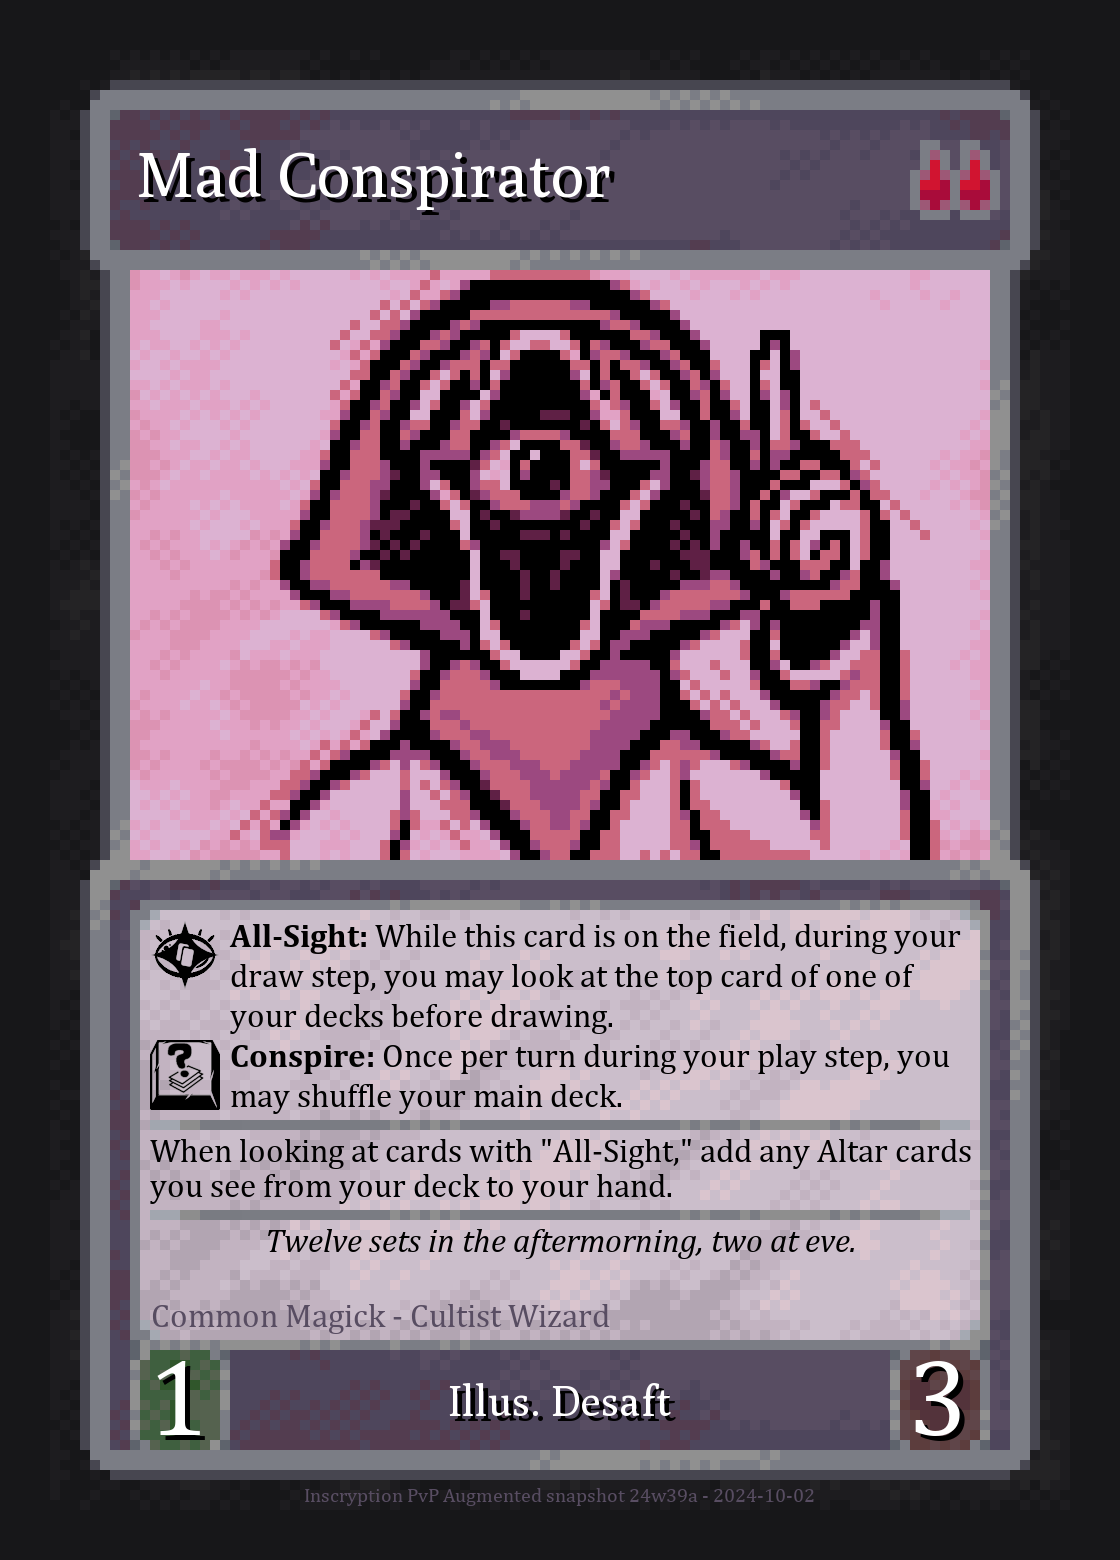 Mad Conspirator
All-Sight: While this card is on the field, during your
draw step, you may look at the top card of one of
your decks before drawing.
?
Conspire: Once per turn during your play step, you
may shuffle your main deck.
When looking at cards with "All-Sight," add any Altar cards
you see from your deck to your hand.
Twelve sets in the aftermorning, two at eve.
Common Magick - Cultist Wizard
1
Illus. Desaft
3
Inscryption PvP Augmented snapshot 24w39a - 2024-10-02